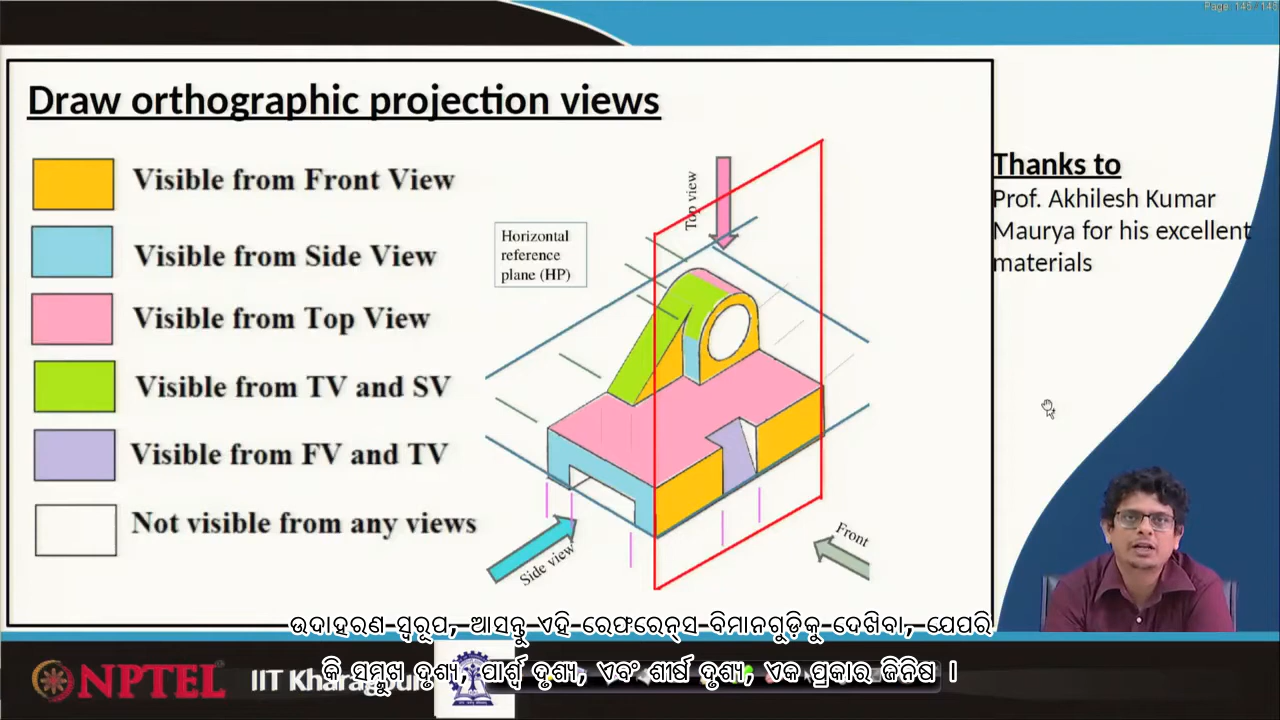 Page 146/146
Draw orthographic projection views
Visible from Front View
Visible from Side View
Visible from Top View
Visible from TV and SV
Visible from FV and TV
Not visible from any views
Horizontal
reference
plane (HP)
Top view
Side view
Front
Thanks to
Prof. Akhilesh Kumar
Maurya for his excellent
materials
ଉଦାହରଣ ସ୍ୱରୂପ, ଆସନ୍ତୁ ଏହି ରେଫରେନ୍ସ ବିମାନଗୁଡ଼ିକୁ ଦେଖିବା, ଯେପରି
କି ସମ୍ମୁଖ ଦୃଶ୍ୟ, ପାର୍ଶ୍ୱ ଦୃଶ୍ୟ, ଏବଂ ଶୀର୍ଷ ଦୃଶ୍ୟ, ଏକ ପ୍ରକାର ଜିନିଷ ।
NPTEL
IIT Kharagpur